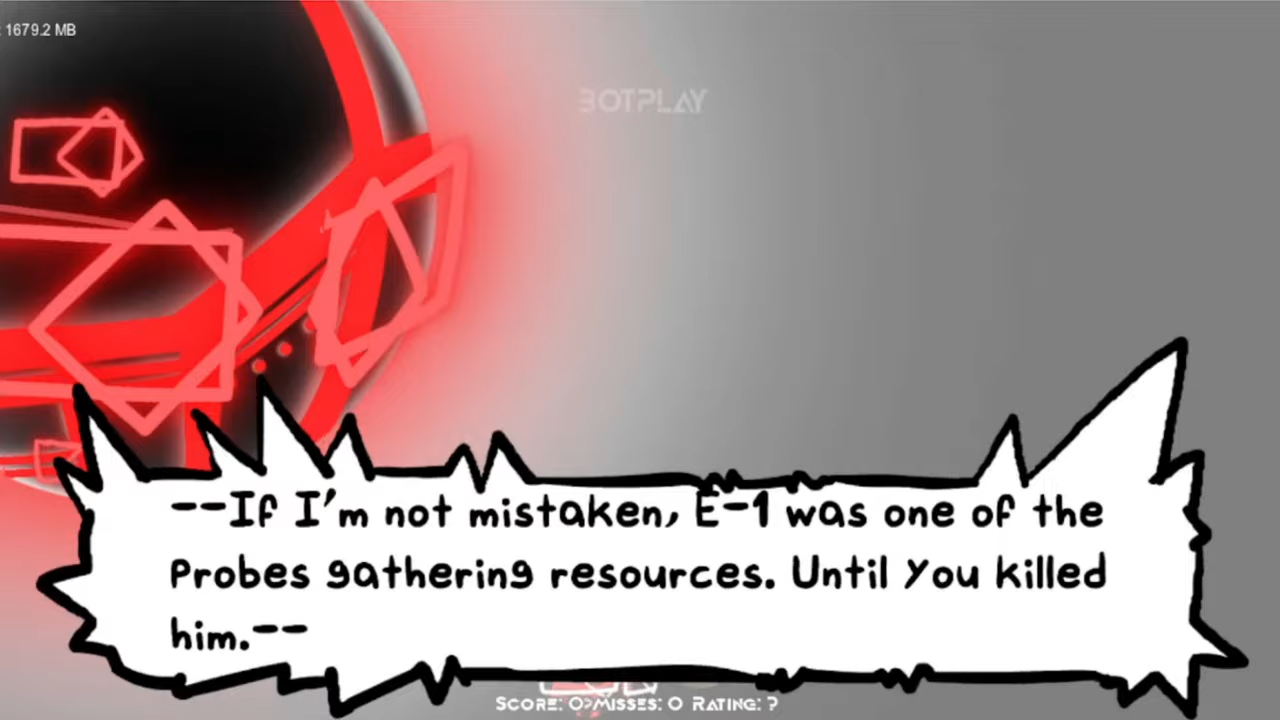 : 1679.2 MB
BOTPLAY
--If I'm not mistaken, E-1 was one of the
Probes gathering resources. Until You killed
him.--
Score: 0 Misses: 0 Rating: ?